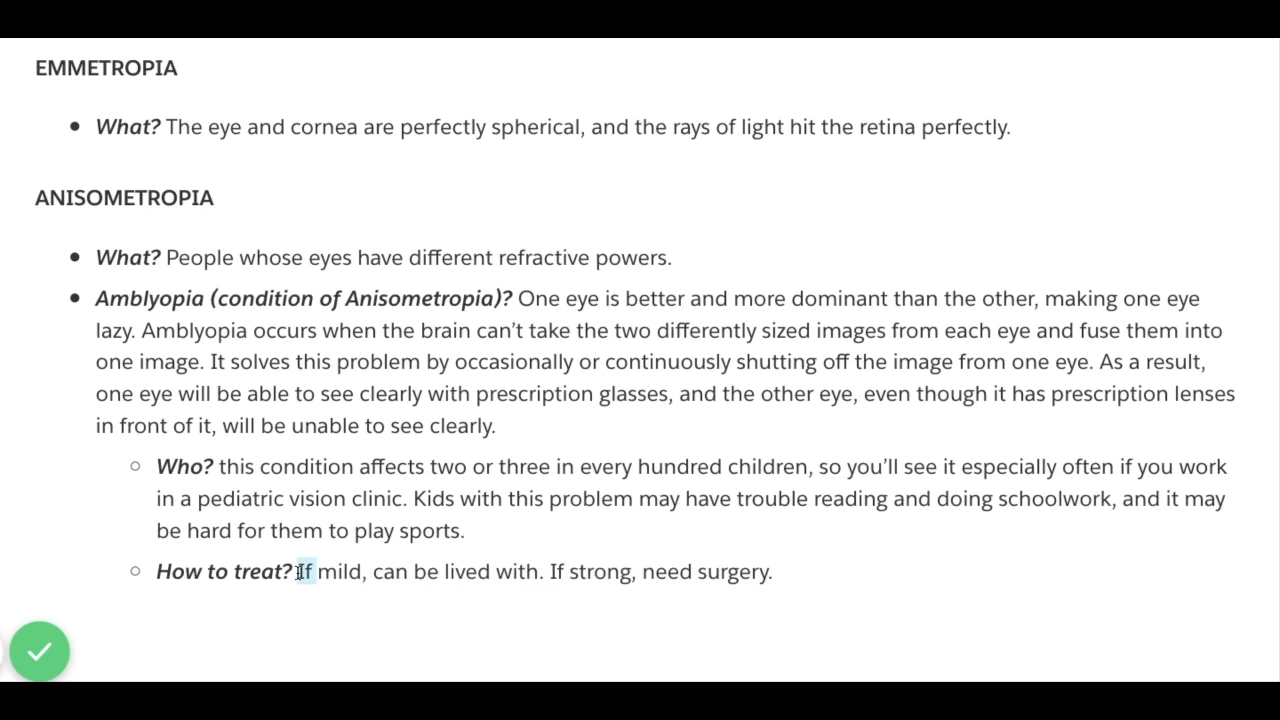 EMMETROPIA
What? The eye and cornea are perfectly spherical, and the rays of light hit the retina perfectly.
ANISOMETROPIA
What? People whose eyes have different refractive powers.
Amblyopia (condition of Anisometropia)? One eye is better and more dominant than the other, making one eye
lazy. Amblyopia occurs when the brain can’t take the two differently sized images from each eye and fuse them into
one image. It solves this problem by occasionally or continuously shutting off the image from one eye. As a result,
one eye will be able to see clearly with prescription glasses, and the other eye, even though it has prescription lenses
in front of it, will be unable to see clearly.
Who? this condition affects two or three in every hundred children, so you’ll see it especially often if you work
in a pediatric vision clinic. Kids with this problem may have trouble reading and doing schoolwork, and it may
be hard for them to play sports.
How to treat? If mild, can be lived with. If strong, need surgery.